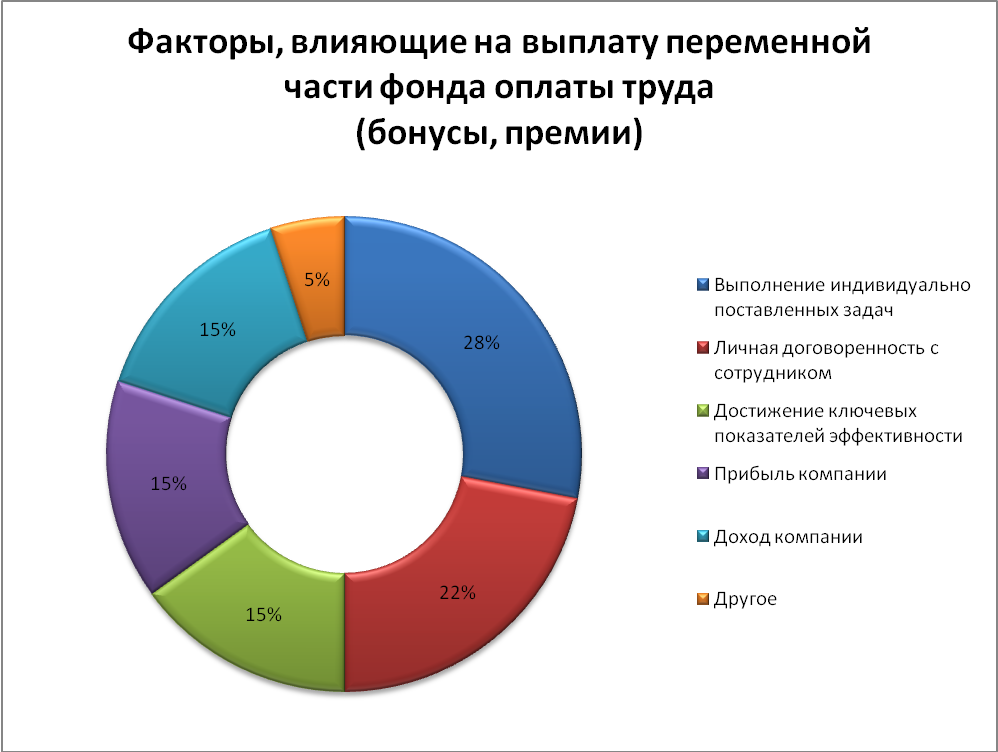 Факторы, влияющие на выплату переменной
части фонда оплаты труда
(бонусы, премии)
5%
28%
15%
15%
15%
22%
Выполнение индивидуально
поставленных задач
Личная договоренность с
сотрудником
Достижение ключевых
показателей эффективности
Прибыль компании
Доход компании
Другое